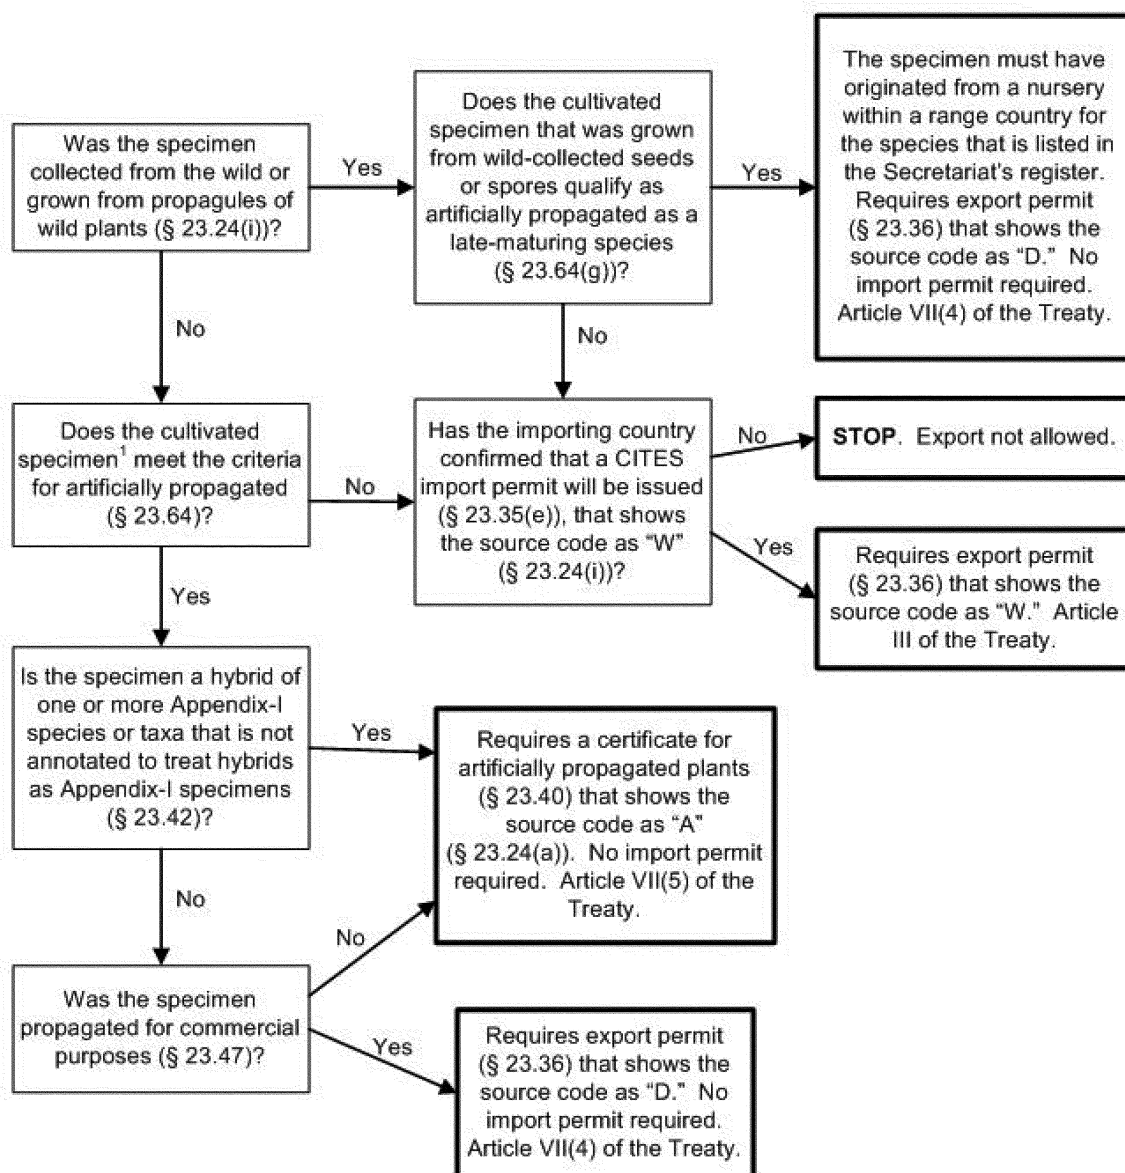 Was the specimen
collected from the wild or
grown from propagules of
wild plants (§ 23.24(i))?
Yes
Does the cultivated
specimen that was grown
from wild-collected seeds
or spores qualify as
artificially propagated as a
late-maturing species
(§ 23.64(g))?
Yes
The specimen must have
originated from a nursery
within a range country for
the species that is listed in
the Secretariat's register.
Requires export permit
(§ 23.36) that shows the
source code as “D.” No
import permit required.
Article VII(4) of the Treaty.
No
No
Does the cultivated
specimen¹ meet the criteria
for artificially propagated
(§ 23.64)?
No
Has the importing country
confirmed that a CITES
import permit will be issued
(§ 23.35(e)), that shows
the source code as “W”
(§ 23.24(i))?
No
STOP. Export not allowed.
Yes
Requires export permit
(§ 23.36) that shows the
source code as “W.” Article
III of the Treaty.
Yes
Is the specimen a hybrid of
one or more Appendix-I
species or taxa that is not
annotated to treat hybrids
as Appendix-I specimens
(§ 23.42)?
Yes
Requires a certificate for
artificially propagated plants
(§ 23.40) that shows the
source code as “A”
(§ 23.24(a)). No import permit
required. Article VII(5) of the
Treaty.
No
No
Was the specimen
propagated for commercial
purposes (§ 23.47)?
Yes
Requires export permit
(§ 23.36) that shows the
source code as “D.” No
import permit required.
Article VII(4) of the Treaty.